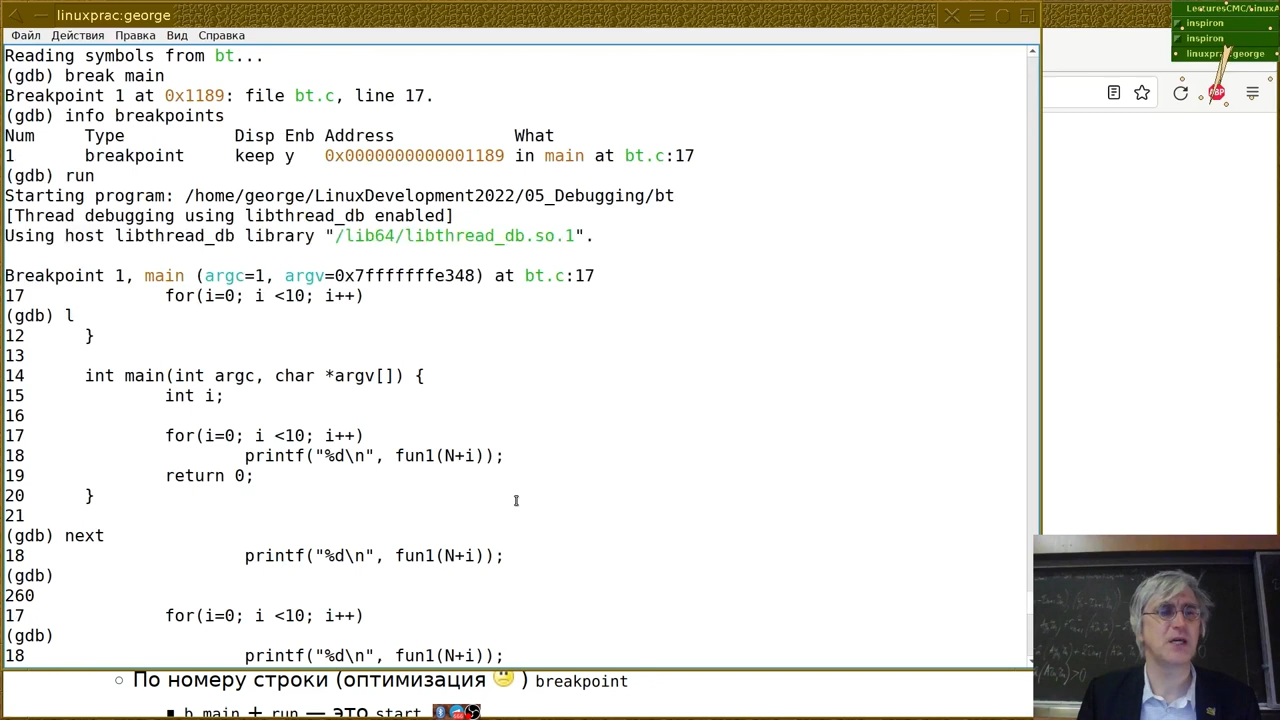 linuxprac:george
LecturesCMC/LinuxA
inspiron
inspiron
linuxprac:george
Файл Действия Правка Вид Справка
ABP
Reading symbols from bt...
(gdb) break main
Breakpoint 1 at 0x1189: file bt.c, line 17.
(gdb) info breakpoints
Num     Type           Disp Enb Address            What
1       breakpoint     keep y   0x0000000000001189 in main at bt.c:17
(gdb) run
Starting program: /home/george/LinuxDevelopment2022/05_Debugging/bt
[Thread debugging using libthread_db enabled]
Using host libthread_db library "/lib64/libthread_db.so.1".
Breakpoint 1, main (argc=1, argv=0x7fffffffe348) at bt.c:17
17              for(i=0; i <10; i++)
(gdb) l
12      }
13
14      int main(int argc, char *argv[]) {
15              int i;
16
17              for(i=0; i <10; i++)
18                      printf("%d\n", fun1(N+i));
19              return 0;
20      }
21
(gdb) next
18                      printf("%d\n", fun1(N+i));
(gdb)
260
17              for(i=0; i <10; i++)
(gdb)
18                      printf("%d\n", fun1(N+i));
По номеру строки (оптимизация 🙁 ) breakpoint
b main + run — это start